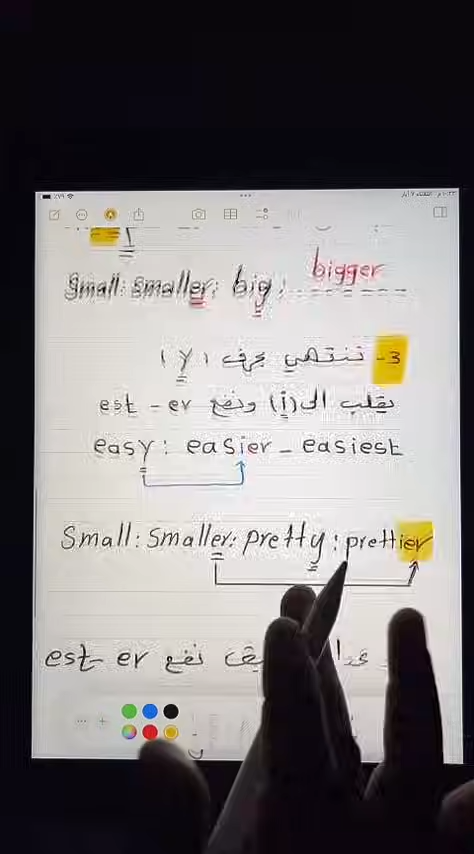 Small: Smaller: big: bigger
3- تنتهي بحرف (y)
يقلب الى (i) ونضع est - er
easy: easier - easiest
Small: Smaller: Pretty: prettier
نضع est er